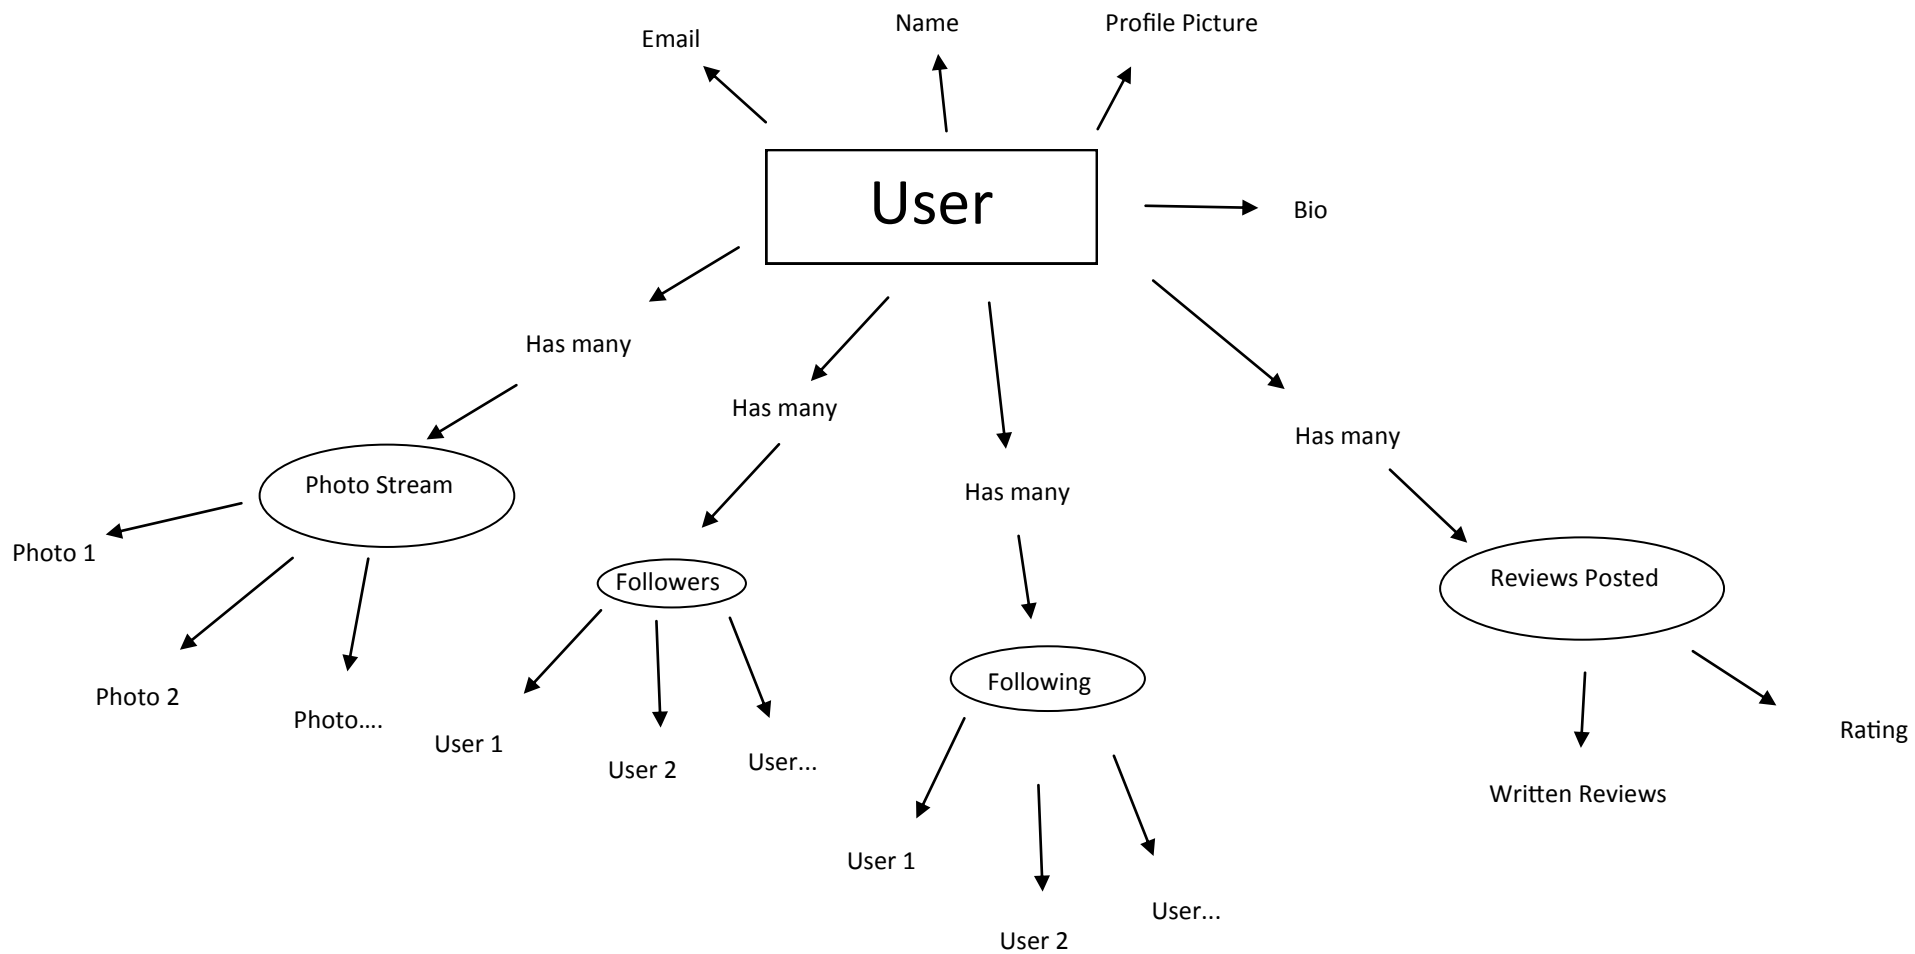 Name
Profile Picture
Email
User
Bio
Has many
Has many
Has many
Has many
Photo Stream
Photo 1
Photo 2
Photo....
Followers
User 1
User 2
User...
Following
User 1
User 2
User...
Reviews Posted
Written Reviews
Rating